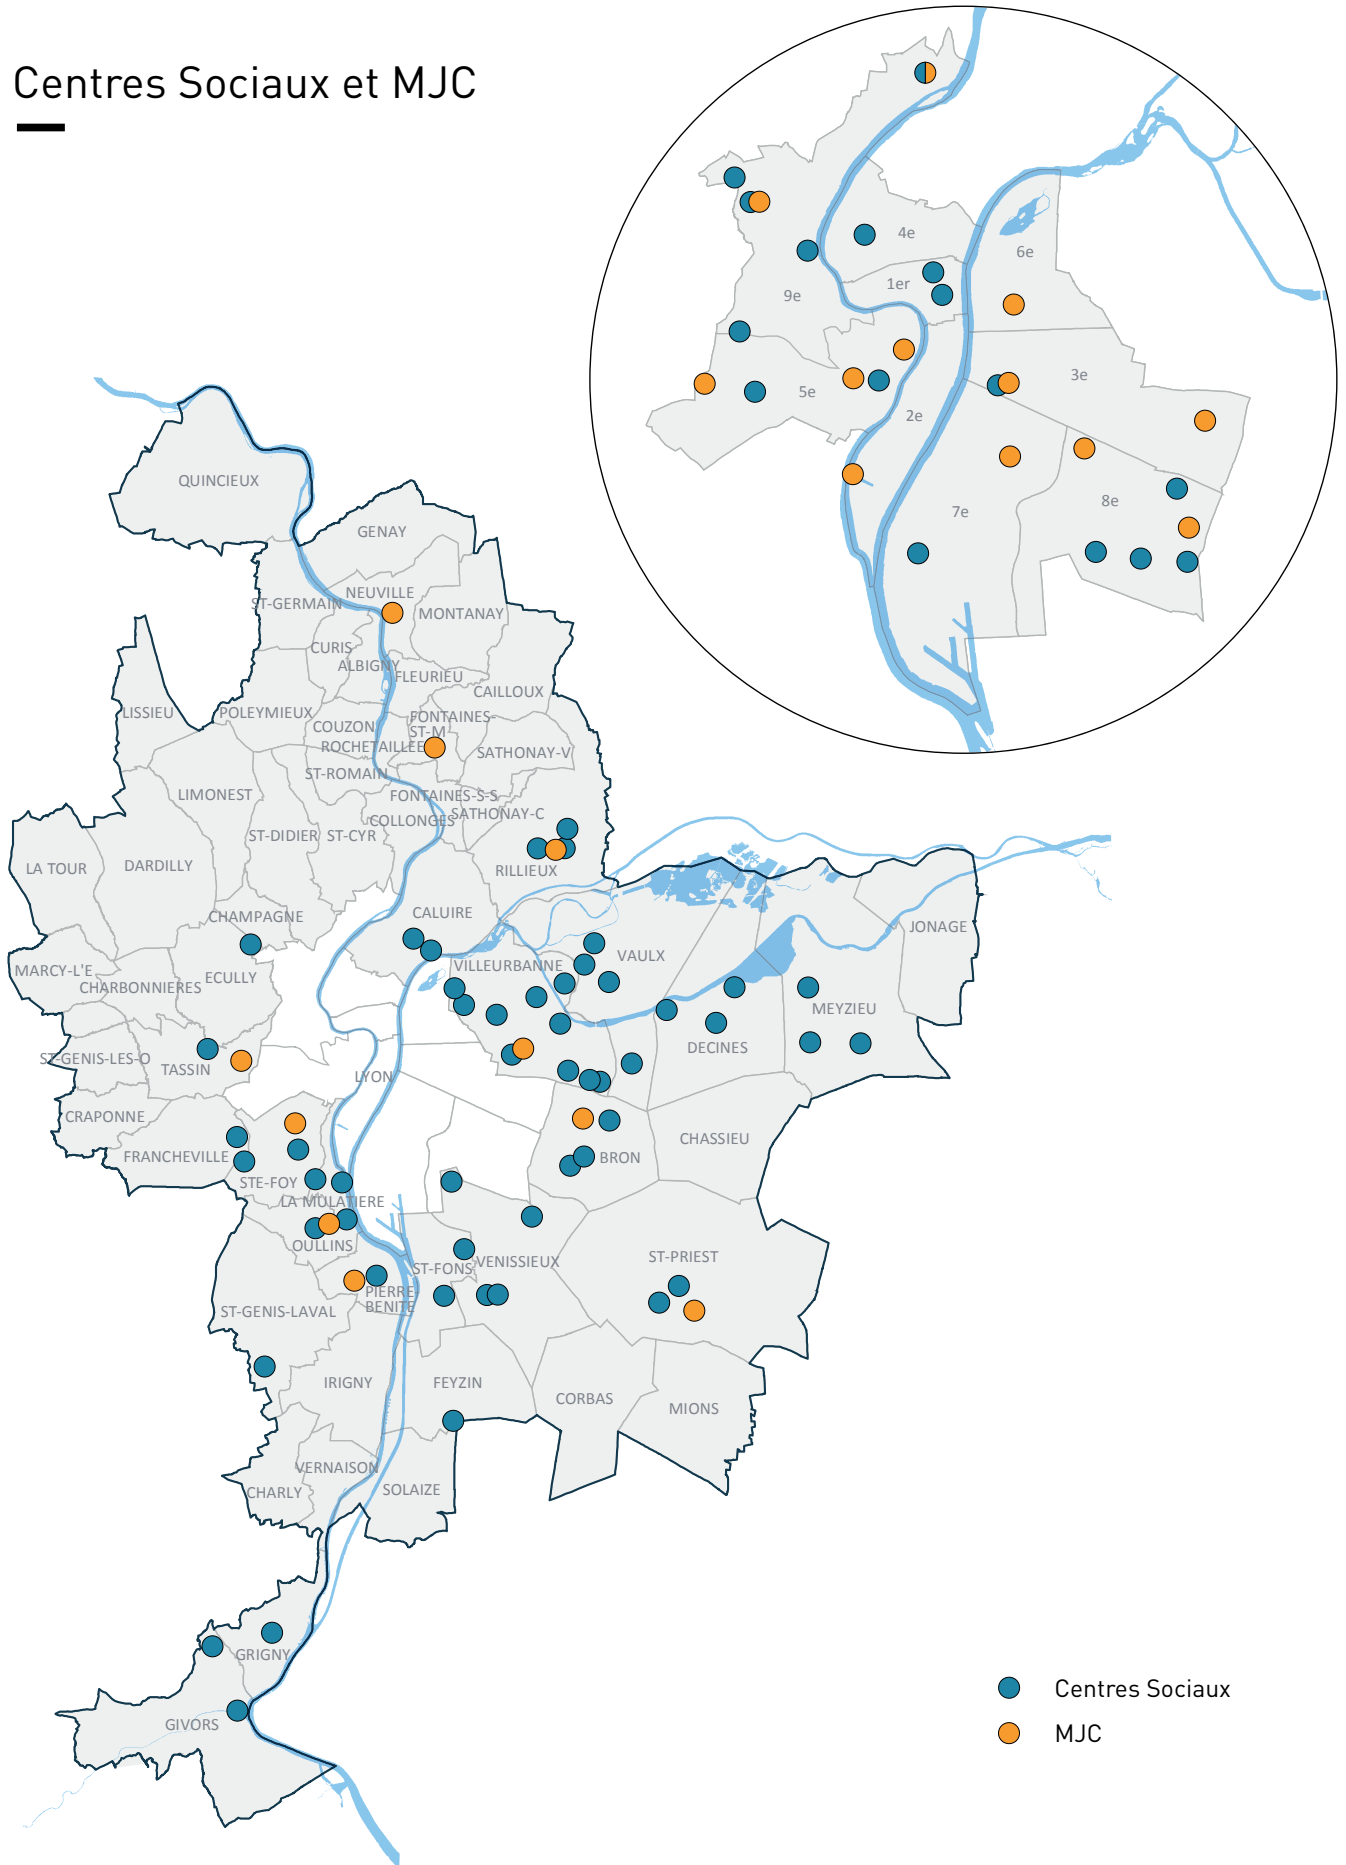 Centres Sociaux et MJC
4e
6e
1er
9e
3e
5e
2e
8e
7e
QUINCIEUX
GENAY
NEUVILLE
ST-GERMAIN
MONTANAY
CURIS
ALBIGNY
FLEURIEU
CAILLOUX
LISSIEU
POLEYMIEUX
FONTAINES-
ST-M
COUZON
ROCHETAILLEE
SATHONAY-V
ST-ROMAIN
LIMONEST
FONTAINES-S-S
SATHONAY-C
COLLONGES
ST-DIDIER
ST-CYR
LA TOUR
DARDILLY
RILLIEUX
CHAMPAGNE
CALUIRE
JONAGE
VAULX
VILLEURBANNE
MARCY-L'E
ECULLY
CHARBONNIERES
MEYZIEU
DECINES
ST-GENIS-LES-O
TASSIN
LYON
CRAPONNE
CHASSIEU
FRANCHEVILLE
BRON
STE-FOY
LA MULATIERE
OULLINS
ST-PRIEST
VENISSIEUX
ST-FONS
PIERRE-
BENITE
ST-GENIS-LAVAL
IRIGNY
FEYZIN
CORBAS
MIONS
VERNAISON
CHARLY
SOLAIZE
GRIGNY
GIVORS
Centres Sociaux
MJC